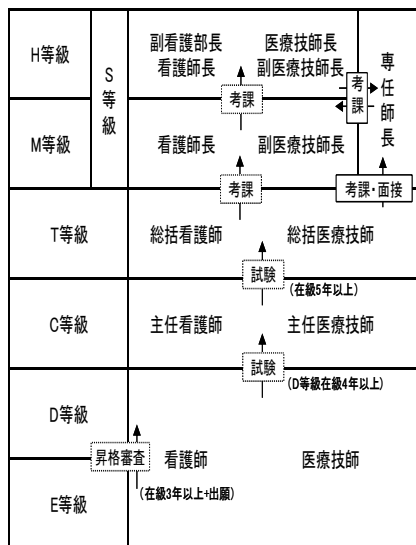 H等級
S等級
副看護部長
看護師長
医療技師長
副医療技師長
専任師長
考課
考課
M等級
看護師長
副医療技師長
考課
考課・面接
T等級
総括看護師
総括医療技師
試験
(在級5年以上)
C等級
主任看護師
主任医療技師
試験
(D等級在級4年以上)
D等級
昇格審査
看護師
医療技師
(在級3年以上+出願)
E等級